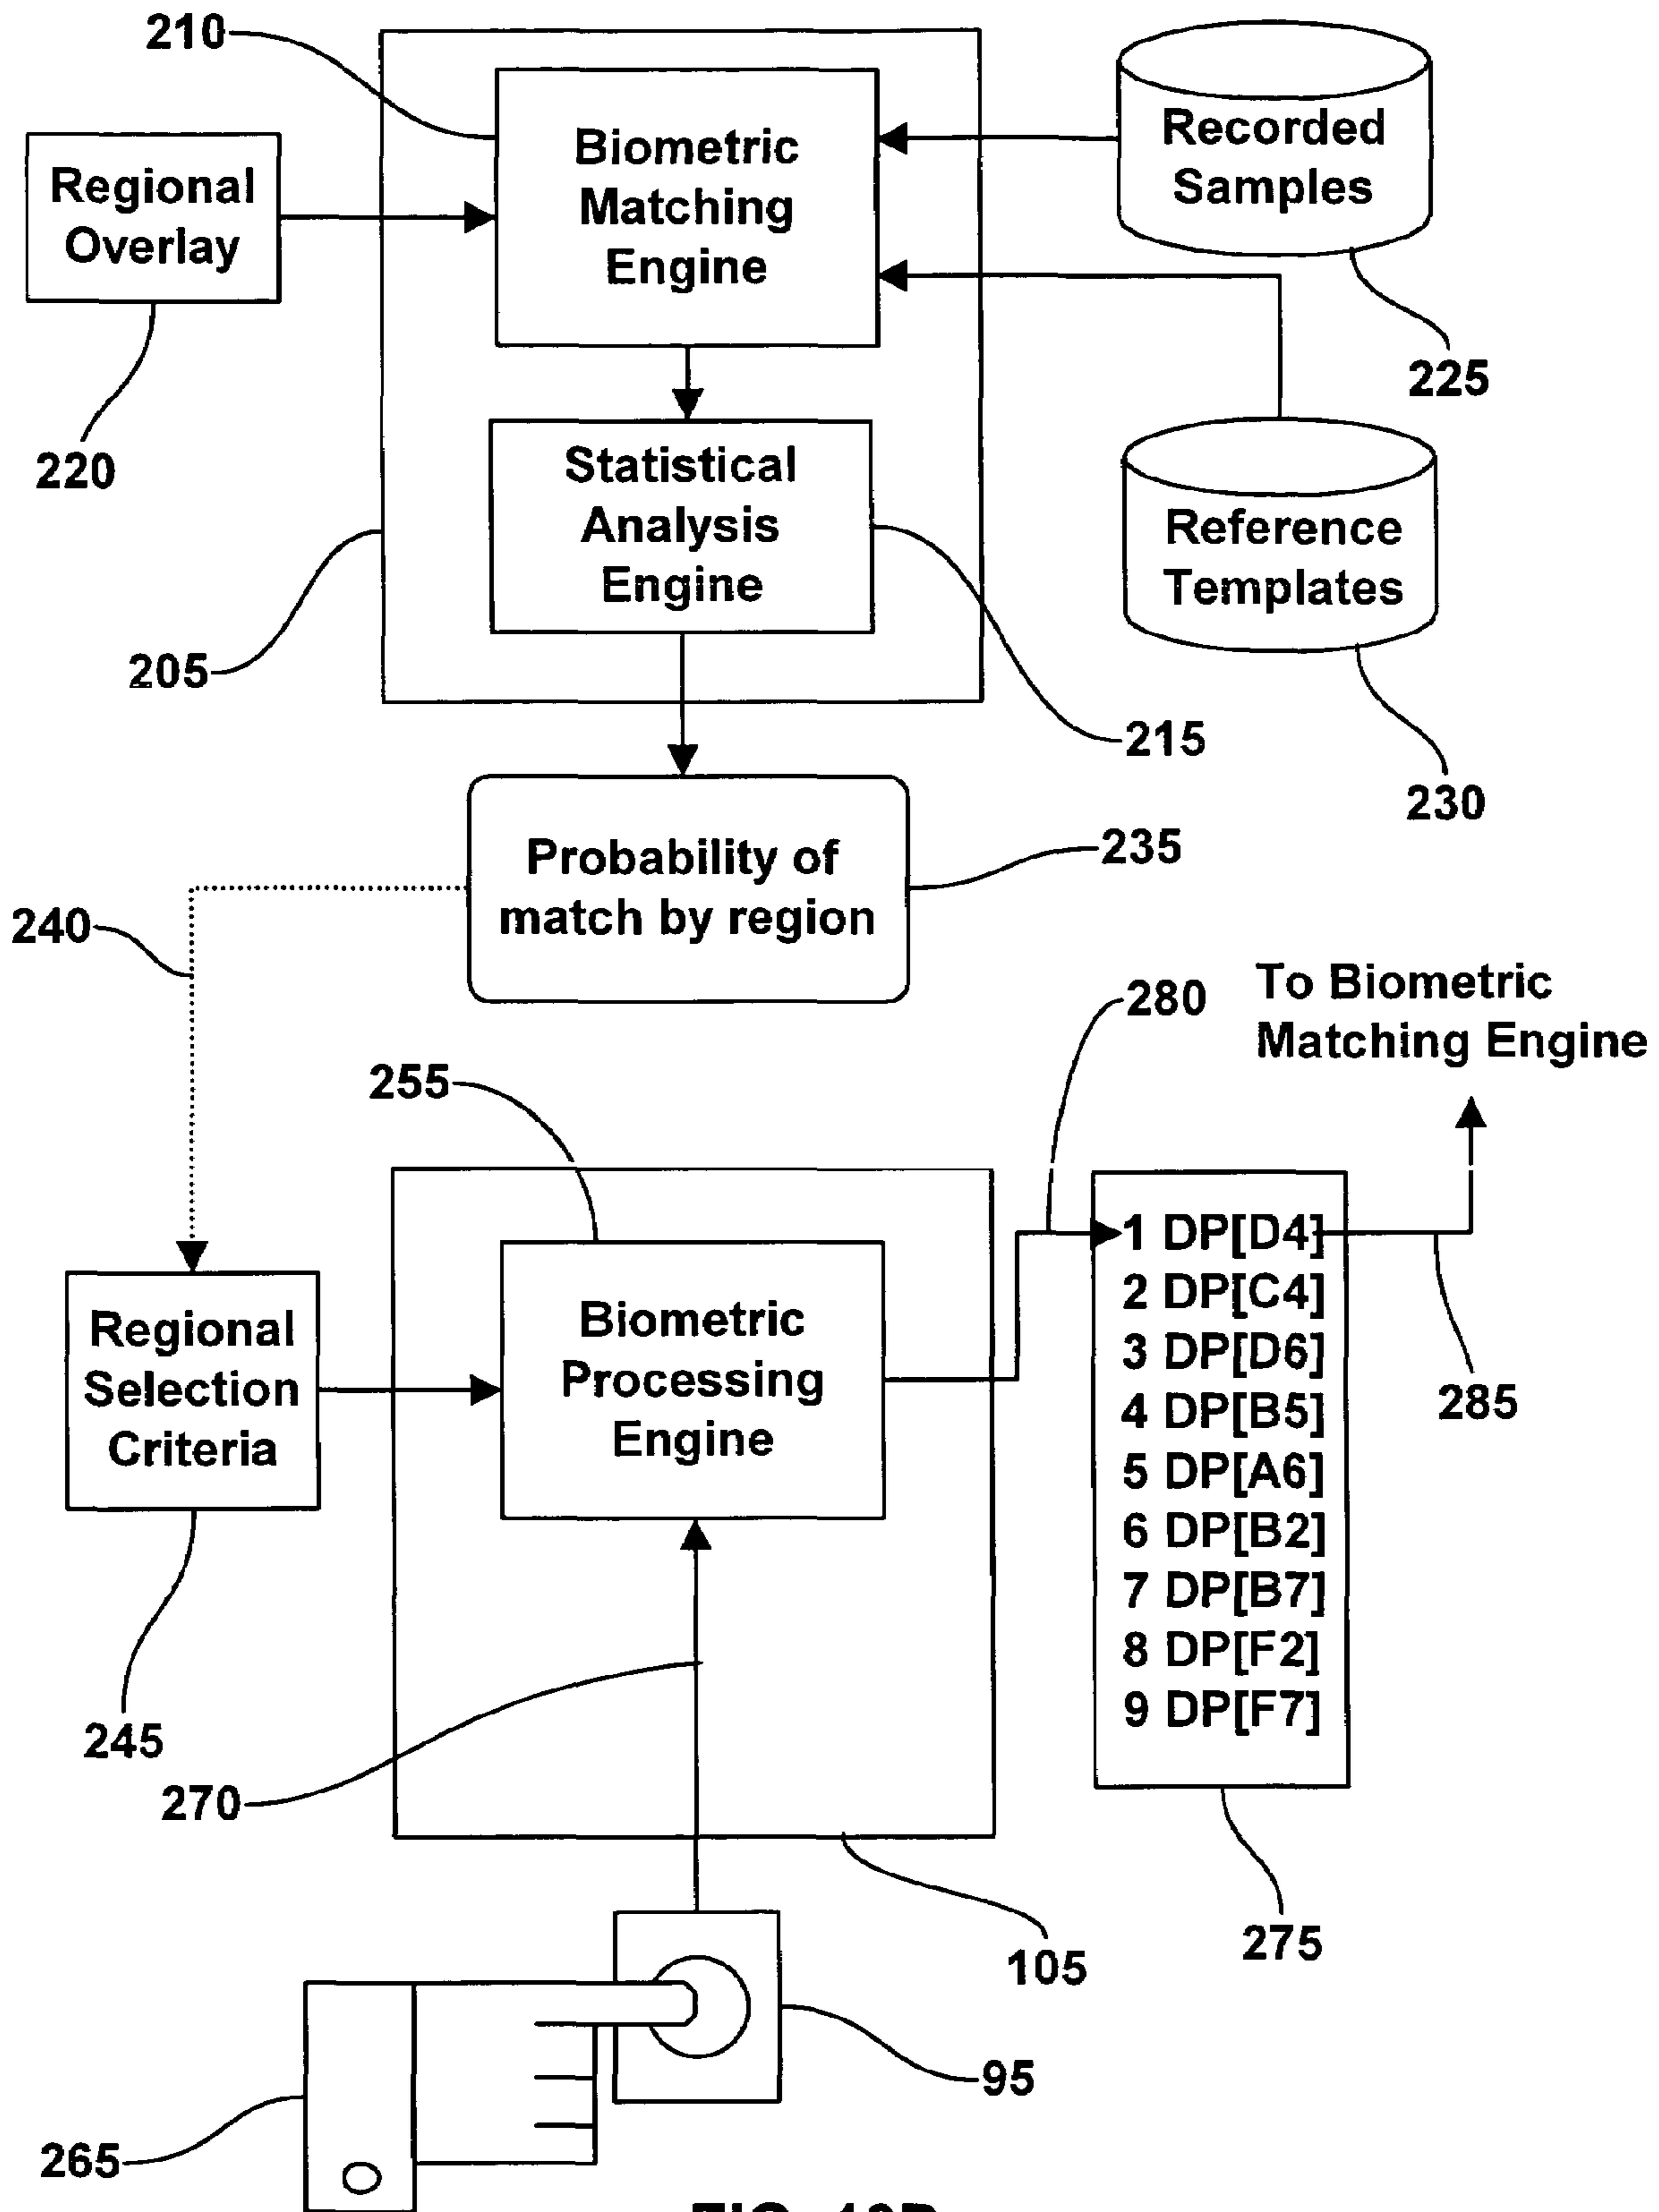 210
Biometric
Matching
Engine
Recorded
Samples
Regional
Overlay
225
220
Statistical
Analysis
Engine
Reference
Templates
205
215
230
Probability of
match by region
235
240
280
To Biometric
Matching Engine
255
1 DP[D4]
2 DP[C4]
3 DP[D6]
4 DP[B5]
5 DP[A6]
6 DP[B2]
7 DP[B7]
8 DP[F2]
9 DP[F7]
Regional
Selection
Criteria
Biometric
Processing
Engine
285
245
270
275
105
95
265